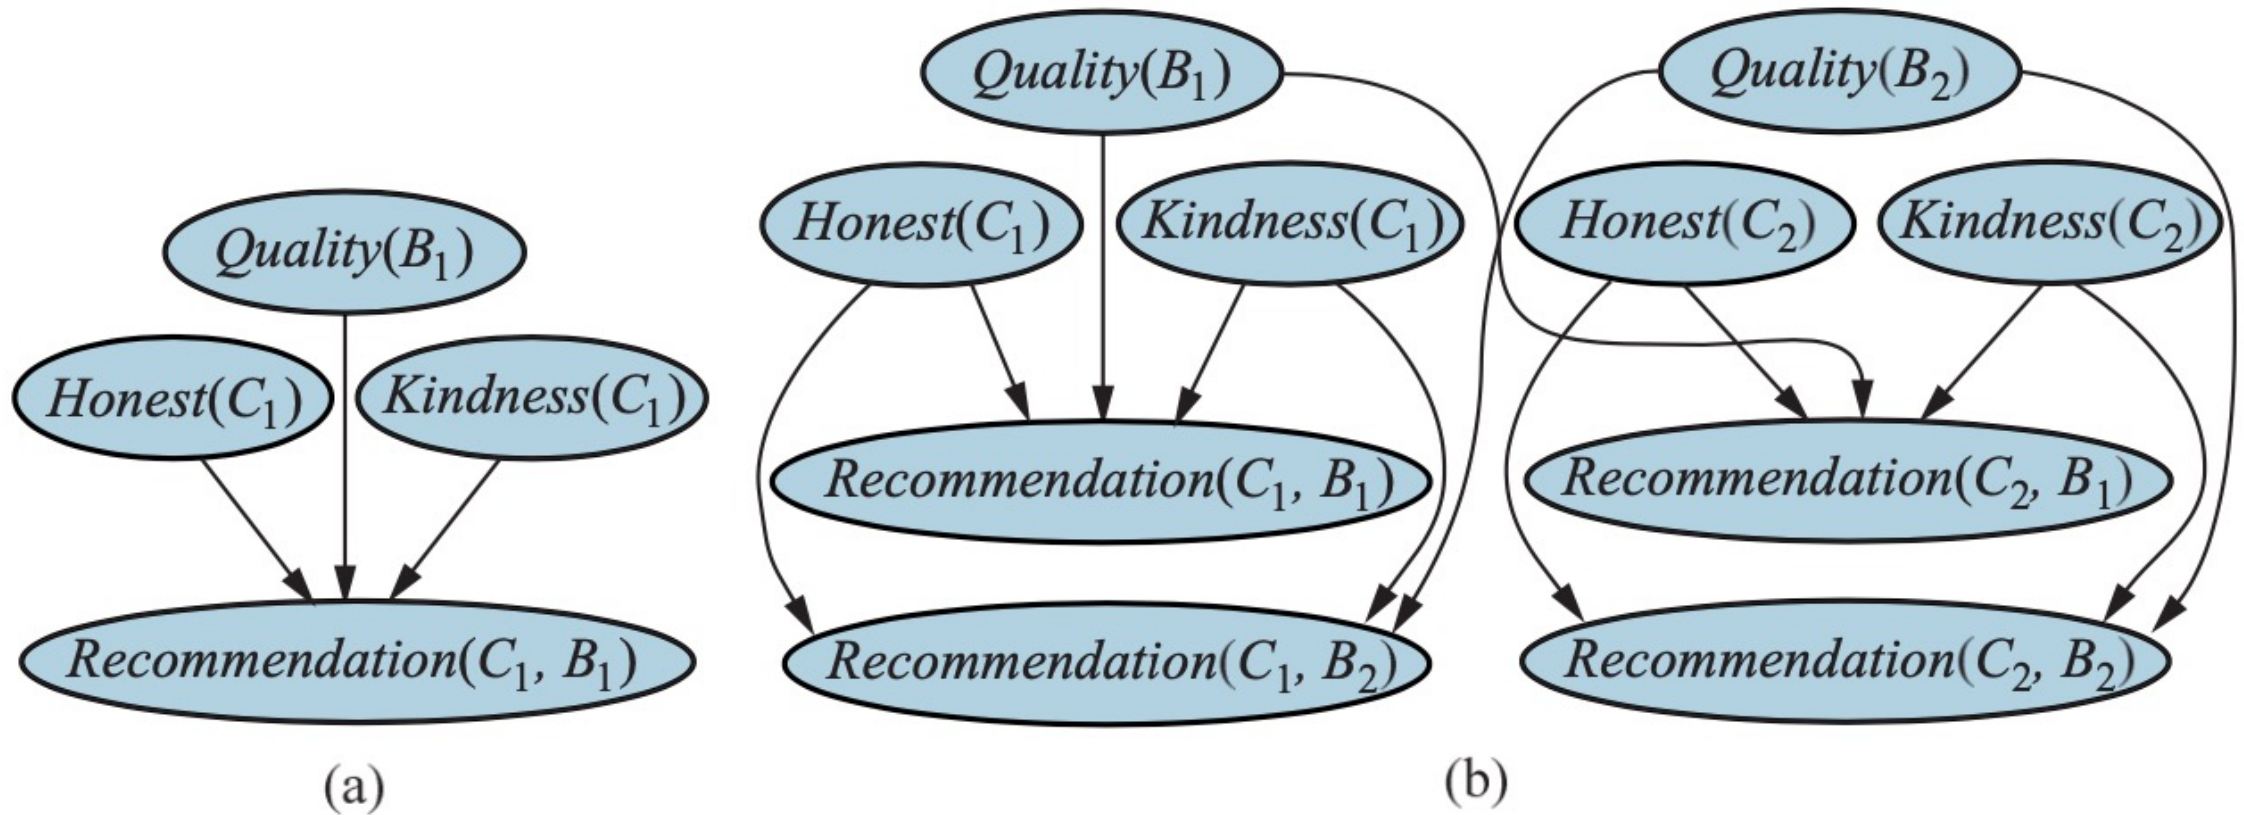 Quality(B₁)
Honest(C₁)
Kindness(C₁)
Recommendation(C₁, B₁)
(a)
Quality(B₁)
Quality(B₂)
Honest(C₁)
Kindness(C₁)
Honest(C₂)
Kindness(C₂)
Recommendation(C₁, B₁)
Recommendation(C₂, B₁)
Recommendation(C₁, B₂)
Recommendation(C₂, B₂)
(b)